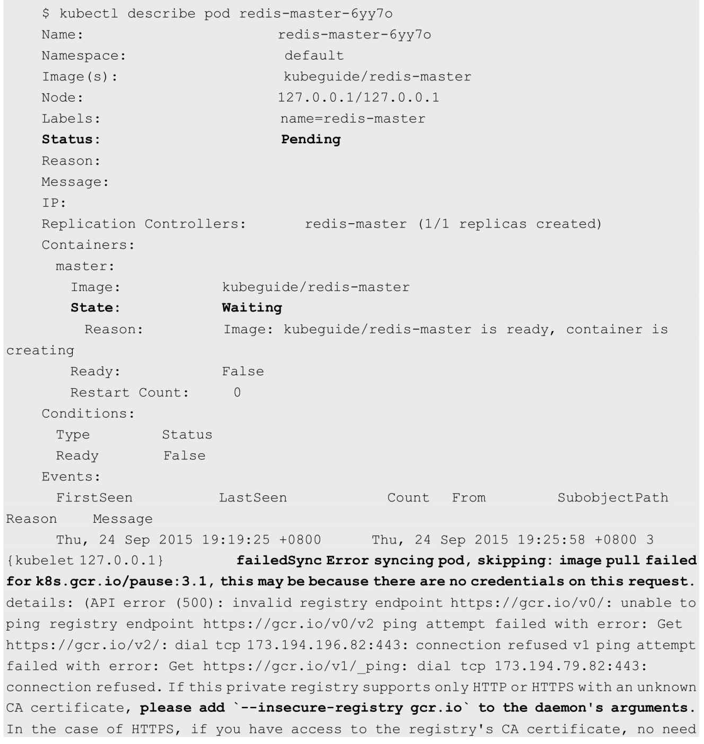 $ kubectl describe pod redis-master-6yy7o
Name: redis-master-6yy7o
Namespace: default
Image(s): kubeguide/redis-master
Node: 127.0.0.1/127.0.0.1
Labels: name=redis-master
Status: Pending
Reason:
Message:
IP:
Replication Controllers: redis-master (1/1 replicas created)
Containers:
master:
Image: kubeguide/redis-master
State: Waiting
Reason: Image: kubeguide/redis-master is ready, container is
creating
Ready: False
Restart Count: 0
Conditions:
Type Status
Ready False
Events:
FirstSeen LastSeen Count From SubobjectPath
Reason Message
Thu, 24 Sep 2015 19:19:25 +0800 Thu, 24 Sep 2015 19:25:58 +0800 3
{kubelet 127.0.0.1} failedSync Error syncing pod, skipping: image pull failed
for k8s.gcr.io/pause:3.1, this may be because there are no credentials on this request.
details: (API error (500): invalid registry endpoint https://gcr.io/v0/: unable to
ping registry endpoint https://gcr.io/v0/v2 ping attempt failed with error: Get
https://gcr.io/v2/: dial tcp 173.194.196.82:443: connection refused v1 ping attempt
failed with error: Get https://gcr.io/v1/_ping: dial tcp 173.194.79.82:443:
connection refused. If this private registry supports only HTTP or HTTPS with an unknown
CA certificate, please add `--insecure-registry gcr.io` to the daemon's arguments.
In the case of HTTPS, if you have access to the registry's CA certificate, no need